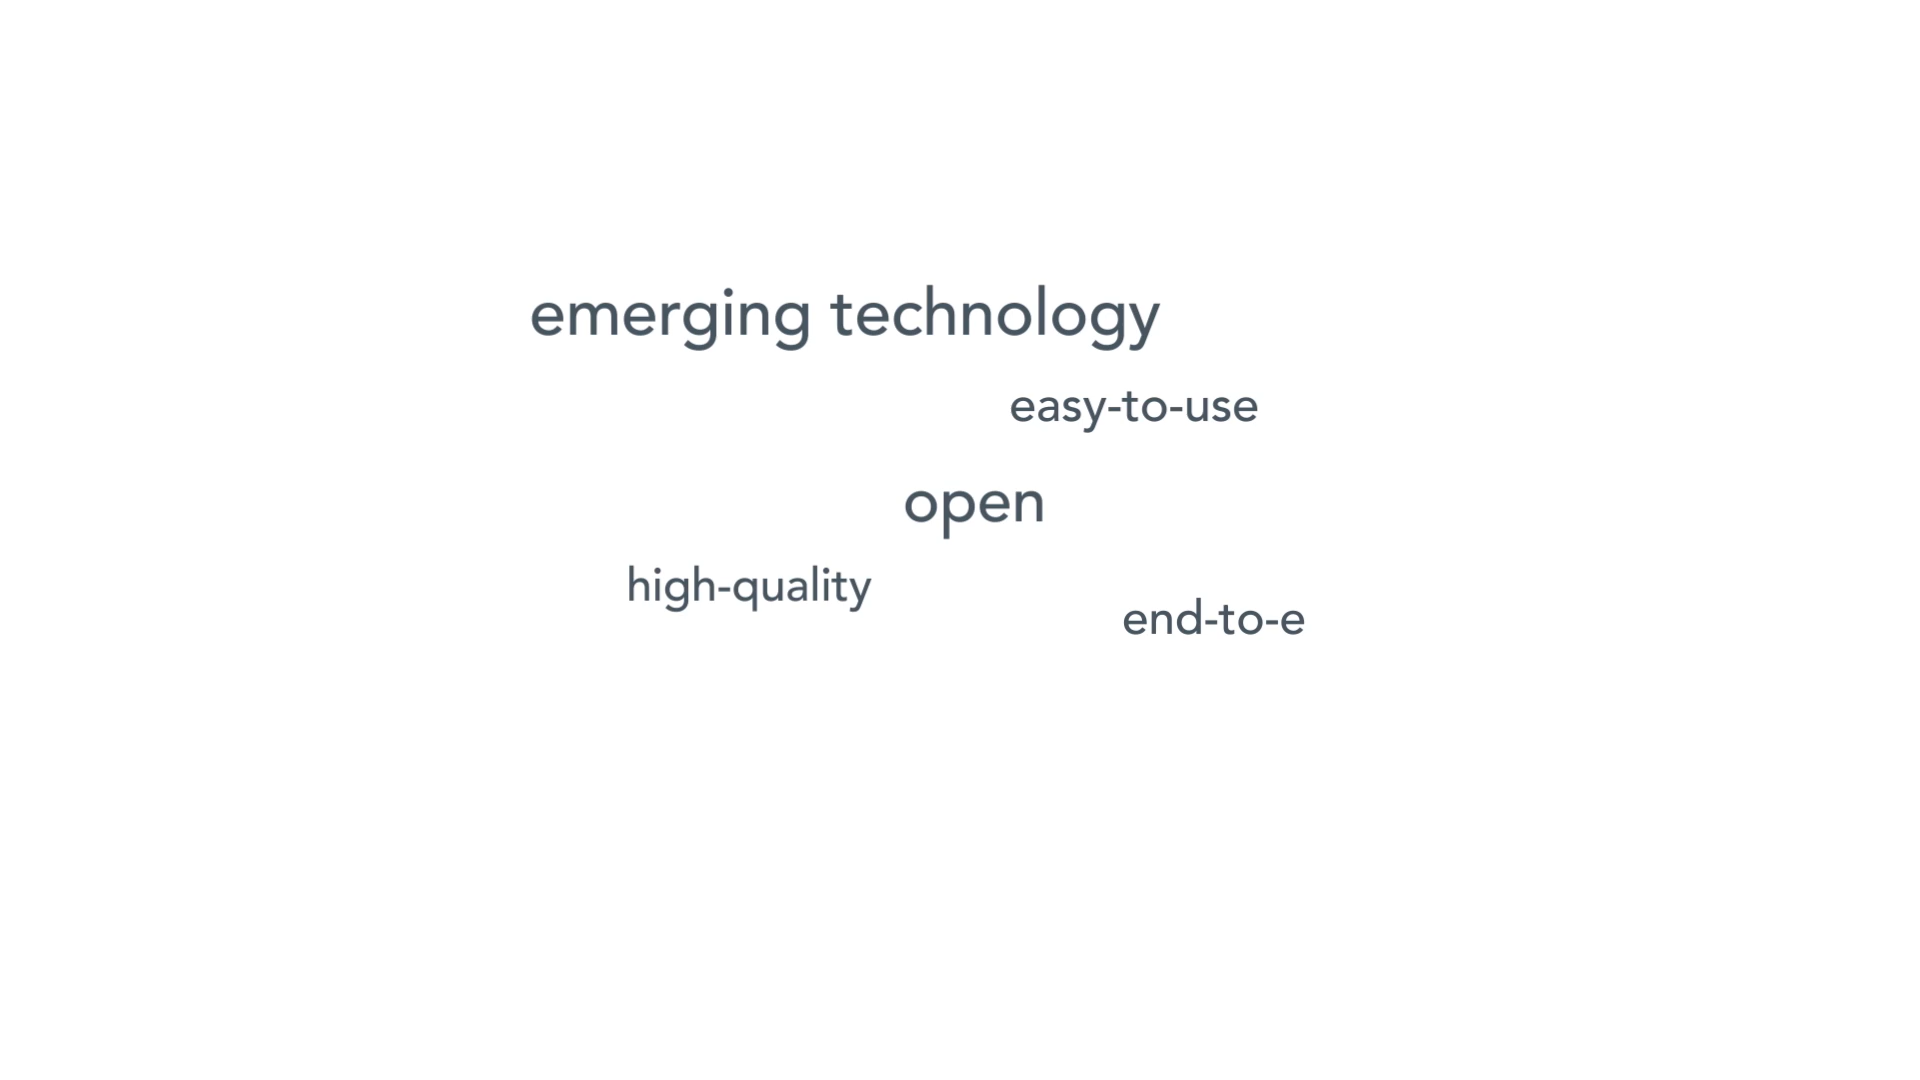 emerging technology
easy-to-use
open
high-quality
end-to-e